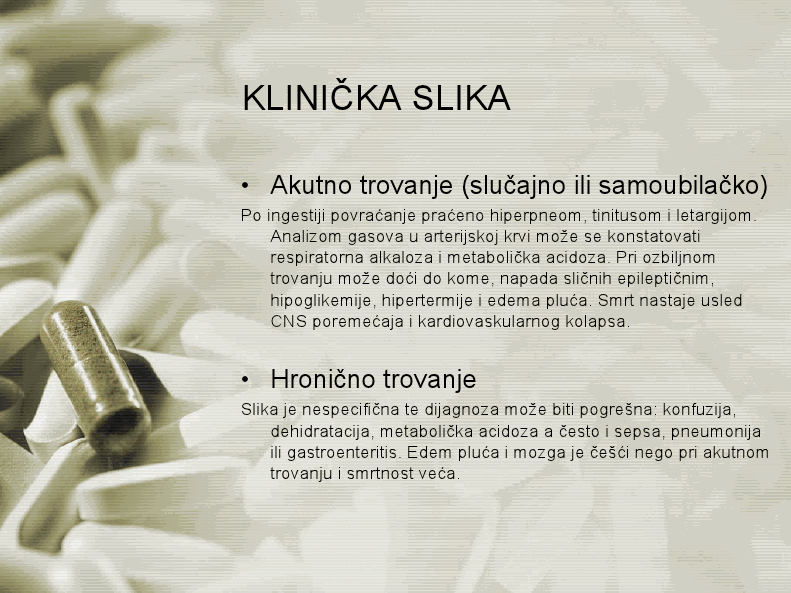 KLINIČKA SLIKA
• Akutno trovanje (slučajno ili samoubilačko)
Po ingestiji povraćanje praćeno hiperpneom, tinitusom i letargijom.
Analizom gasova u arterijskoj krvi može se konstatovati
respiratorna alkaloza i metabolička acidoza. Pri ozbiljnom
trovanju može doći do kome, napada sličnih epileptičnim,
hipoglikemije, hipertermije i edema pluća. Smrt nastaje usled
CNS poremećaja i kardiovaskularnog kolapsa.
• Hronično trovanje
Slika je nespecifična te dijagnoza može biti pogrešna: konfuzija,
dehidratacija, metabolička acidoza a često i sepsa, pneumonija
ili gastroenteritis. Edem pluća i mozga je češći nego pri akutnom
trovanju i smrtnost veća.